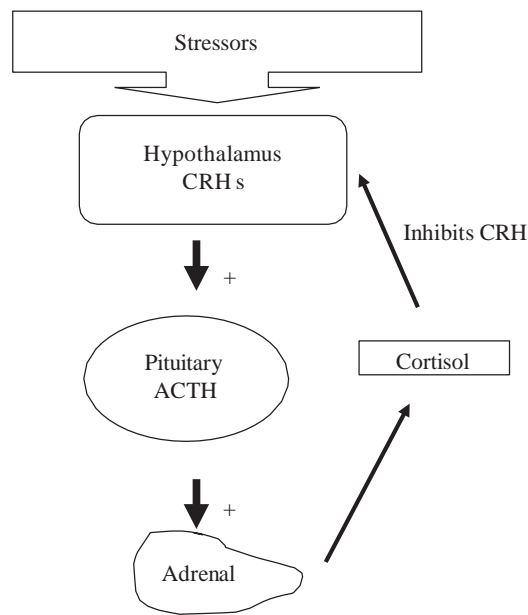 Stressors
Hypothalamus
CRH s
Inhibits CRH
+
Pituitary
ACTH
Cortisol
+
Adrenal